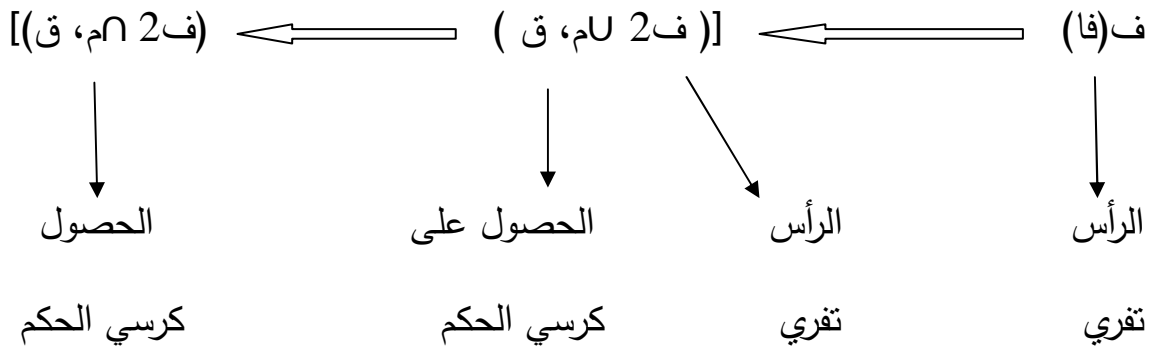 ف(فا) [( ف2 ∪م، ق ) (ف2 ∩م، ق)]
الرأس الرأس الحصول على الحصول
تفري تفري كرسي الحكم كرسي الحكم